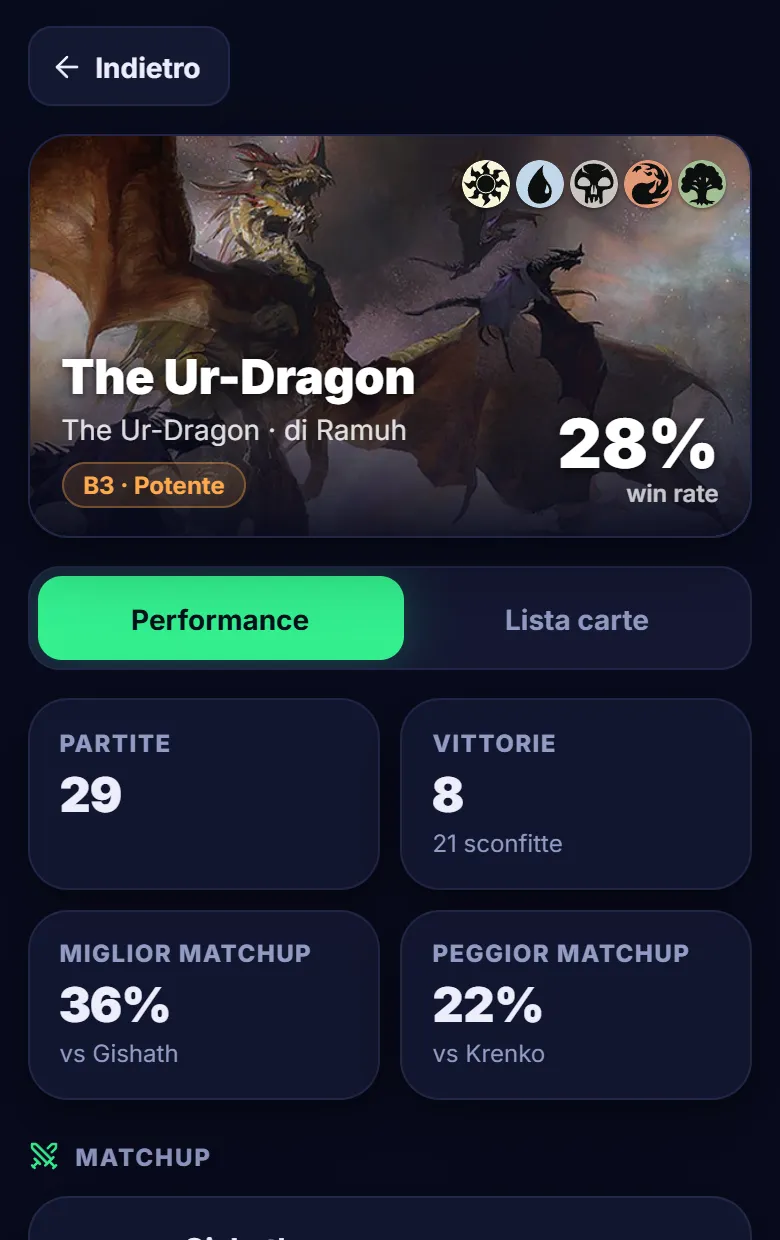 Indietro
The Ur-Dragon
The Ur-Dragon · di Ramuh
B3 · Potente
28%
win rate
Performance
Lista carte
PARTITE
29
VITTORIE
8
21 sconfitte
MIGLIOR MATCHUP
36%
vs Gishath
PEGGIOR MATCHUP
22%
vs Krenko
MATCHUP